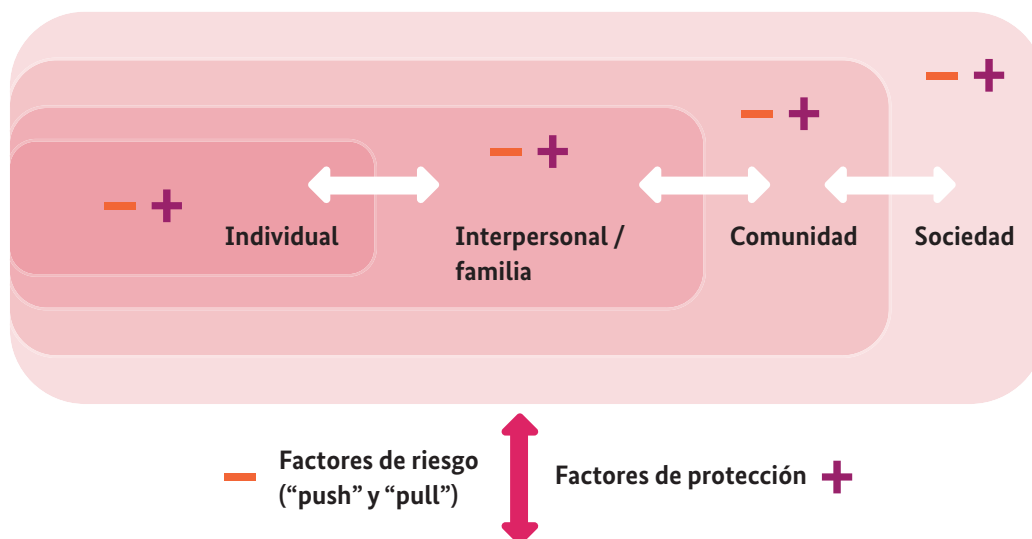 Individual
Interpersonal /
familia
Comunidad
Sociedad
Factores de riesgo
(“push” y “pull”)
Factores de protección